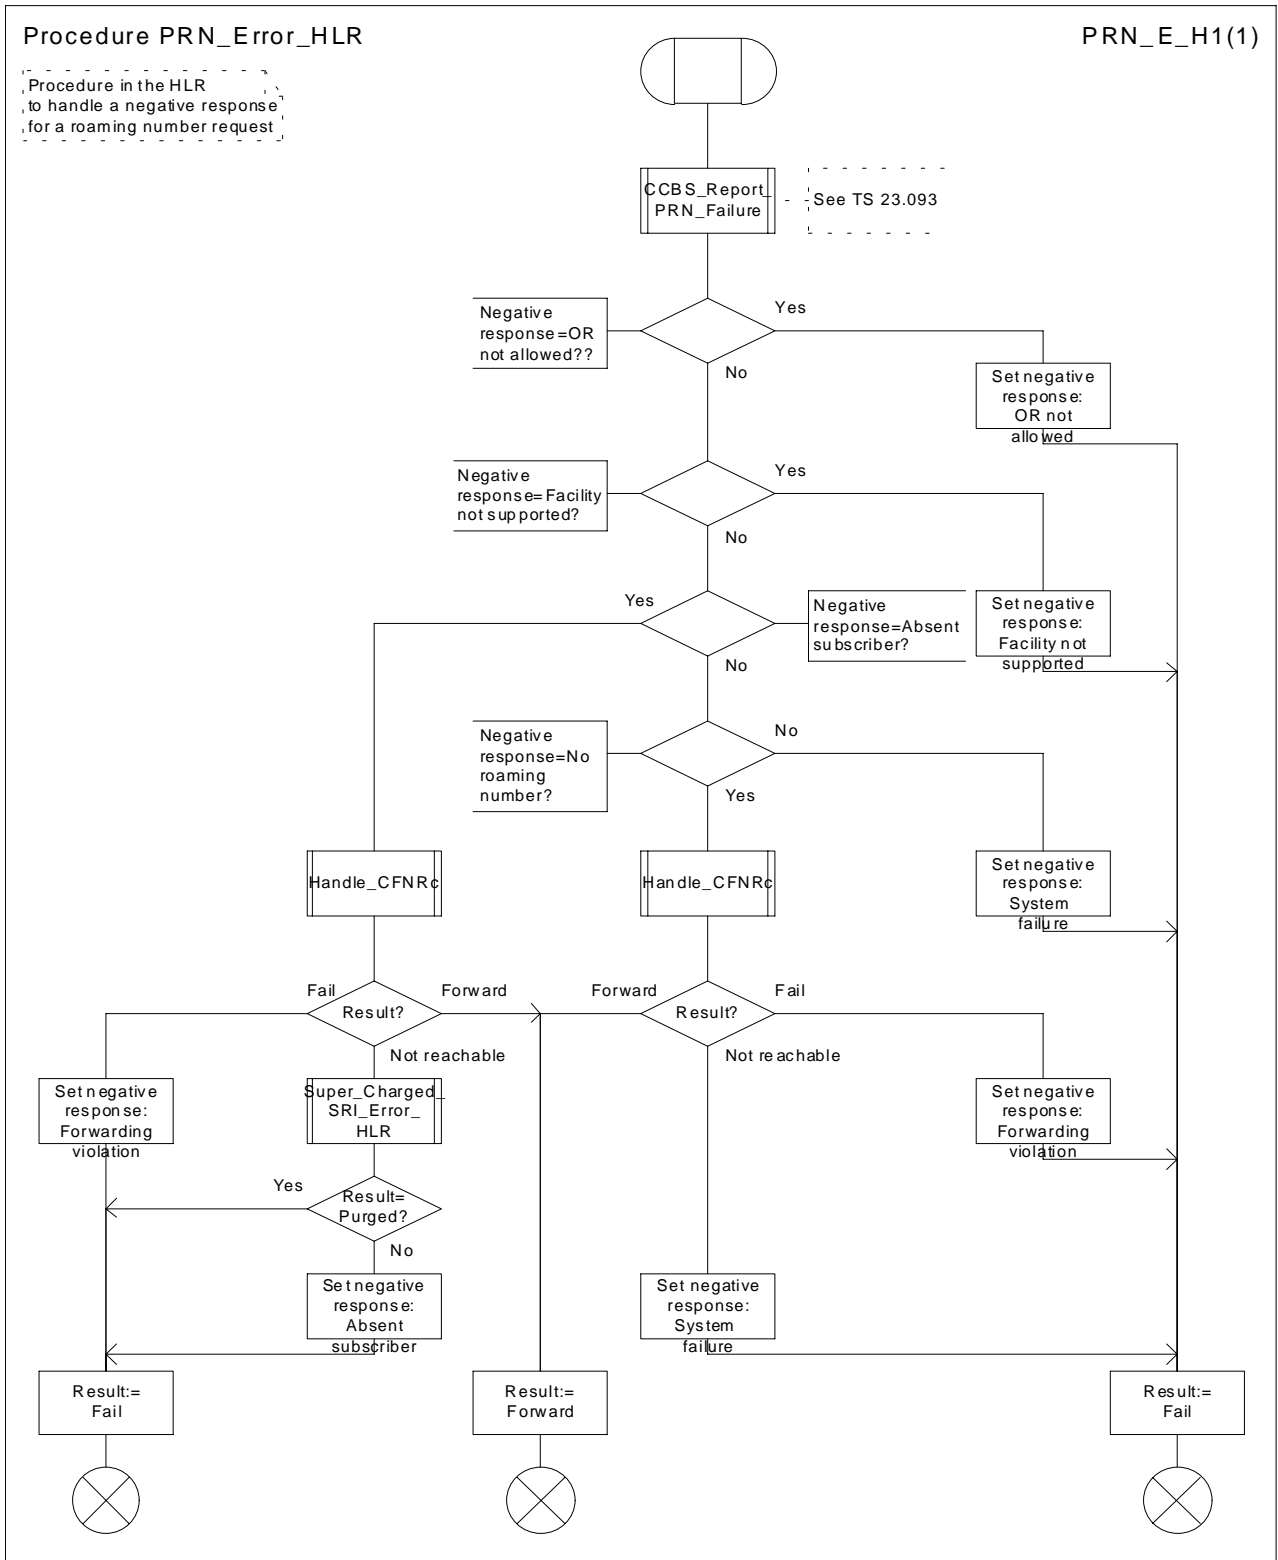 Procedure PRN_Error_HLR
PRN_E_H1(1)
Procedure in the HLR
to handle a negative response
for a roaming number request
CCBS_Report_
PRN_Failure
See TS 23.093
Negative
response=OR
not allowed??
Yes
No
Set negative
response:
OR not
allowed
Negative
response=Facility
not supported?
Yes
No
Set negative
response:
Facility not
supported
Yes
Negative
response=Absent
subscriber?
No
Negative
response=No
roaming
number?
No
Yes
Set negative
response:
System
failure
Handle_CFNRc
Handle_CFNRc
Fail
Result?
Forward
Not reachable
Forward
Result?
Fail
Not reachable
Set negative
response:
Forwarding
violation
Super_Charged_
SRI_Error_
HLR
Set negative
response:
Forwarding
violation
Yes
Result=
Purged?
No
Set negative
response:
Absent
subscriber
Set negative
response:
System
failure
Result:=
Fail
Result:=
Forward
Result:=
Fail